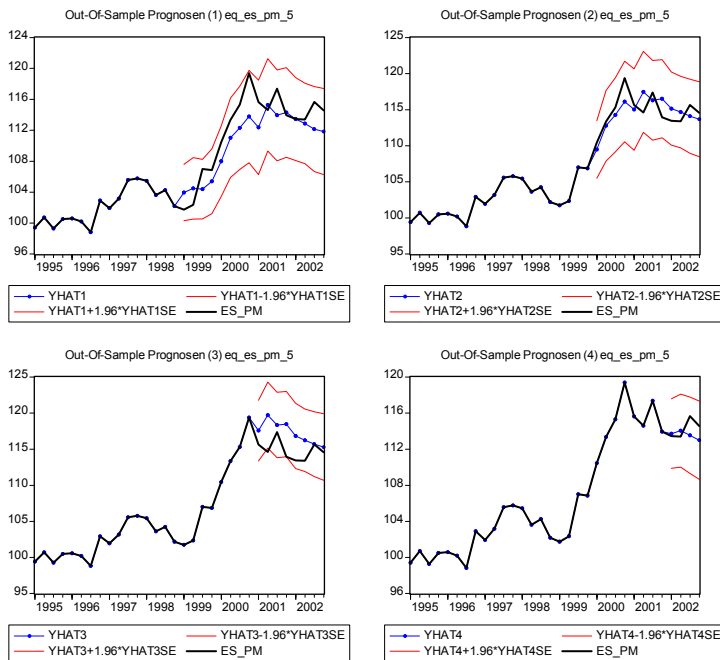 Out-Of-Sample Prognosen (1) eq_es_pm_5
124
120
116
112
108
104
100
96
1995 1996 1997 1998 1999 2000 2001 2002
YHAT1 YHAT1-1.96*YHAT1SE
YHAT1+1.96*YHAT1SE ES_PM
Out-Of-Sample Prognosen (2) eq_es_pm_5
125
120
115
110
105
100
95
1995 1996 1997 1998 1999 2000 2001 2002
YHAT2 YHAT2-1.96*YHAT2SE
YHAT2+1.96*YHAT2SE ES_PM
Out-Of-Sample Prognosen (3) eq_es_pm_5
125
120
115
110
105
100
95
1995 1996 1997 1998 1999 2000 2001 2002
YHAT3 YHAT3-1.96*YHAT3SE
YHAT3+1.96*YHAT3SE ES_PM
Out-Of-Sample Prognosen (4) eq_es_pm_5
120
116
112
108
104
100
96
1995 1996 1997 1998 1999 2000 2001 2002
YHAT4 YHAT4-1.96*YHAT4SE
YHAT4+1.96*YHAT4SE ES_PM